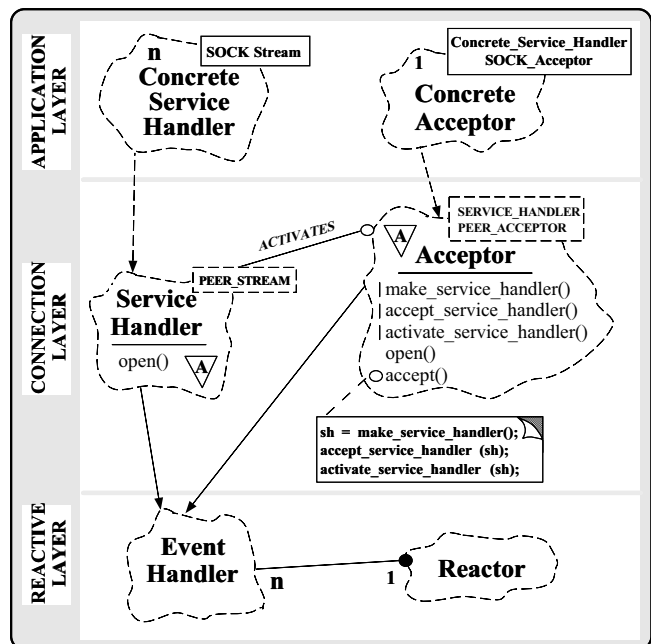 APPLICATION
LAYER
n
SOCK Stream
Concrete
Service
Handler
1
Concrete_Service_Handler
SOCK_Acceptor
Concrete
Acceptor
CONNECTION
LAYER
ACTIVATES
PEER_STREAM
Service
Handler
open()
A
SERVICE_HANDLER
PEER_ACCEPTOR
A
Acceptor
make_service_handler()
accept_service_handler()
activate_service_handler()
open()
accept()
sh = make_service_handler();
accept_service_handler (sh);
activate_service_handler (sh);
REACTIVE
LAYER
Event
Handler
n
1
Reactor